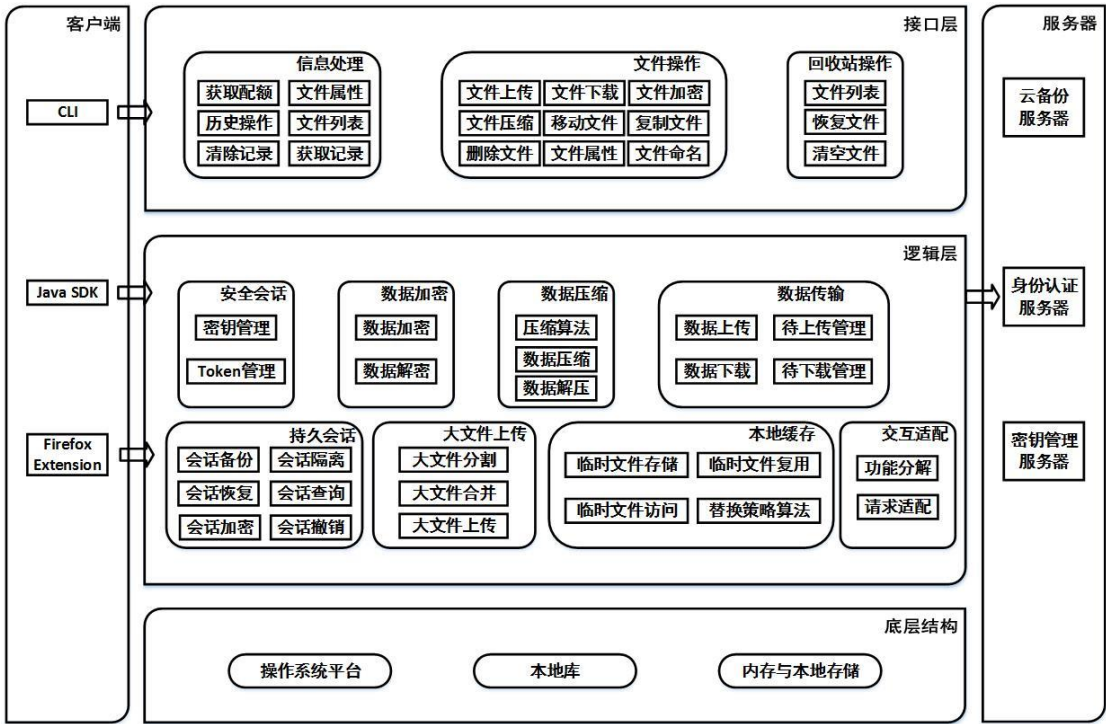 客户端
CLI
Java SDK
Firefox
Extension
接口层
信息处理
获取配额 文件属性
历史操作 文件列表
清除记录 获取记录
文件操作
文件上传 文件下载 文件加密
文件压缩 移动文件 复制文件
删除文件 文件属性 文件命名
回收站操作
文件列表
恢复文件
清空文件
逻辑层
安全会话
密钥管理
Token管理
数据加密
数据加密
数据解密
数据压缩
压缩算法
数据压缩
数据解压
数据传输
数据上传 待上传管理
数据下载 待下载管理
持久会话
会话备份 会话隔离
会话恢复 会话查询
会话加密 会话撤销
大文件上传
大文件分割
大文件合并
大文件上传
本地缓存
临时文件存储 临时文件复用
临时文件访问 替换策略算法
交互适配
功能分解
请求适配
底层结构
操作系统平台 本地库 内存与本地存储
服务器
云备份
服务器
身份认证
服务器
密钥管理
服务器